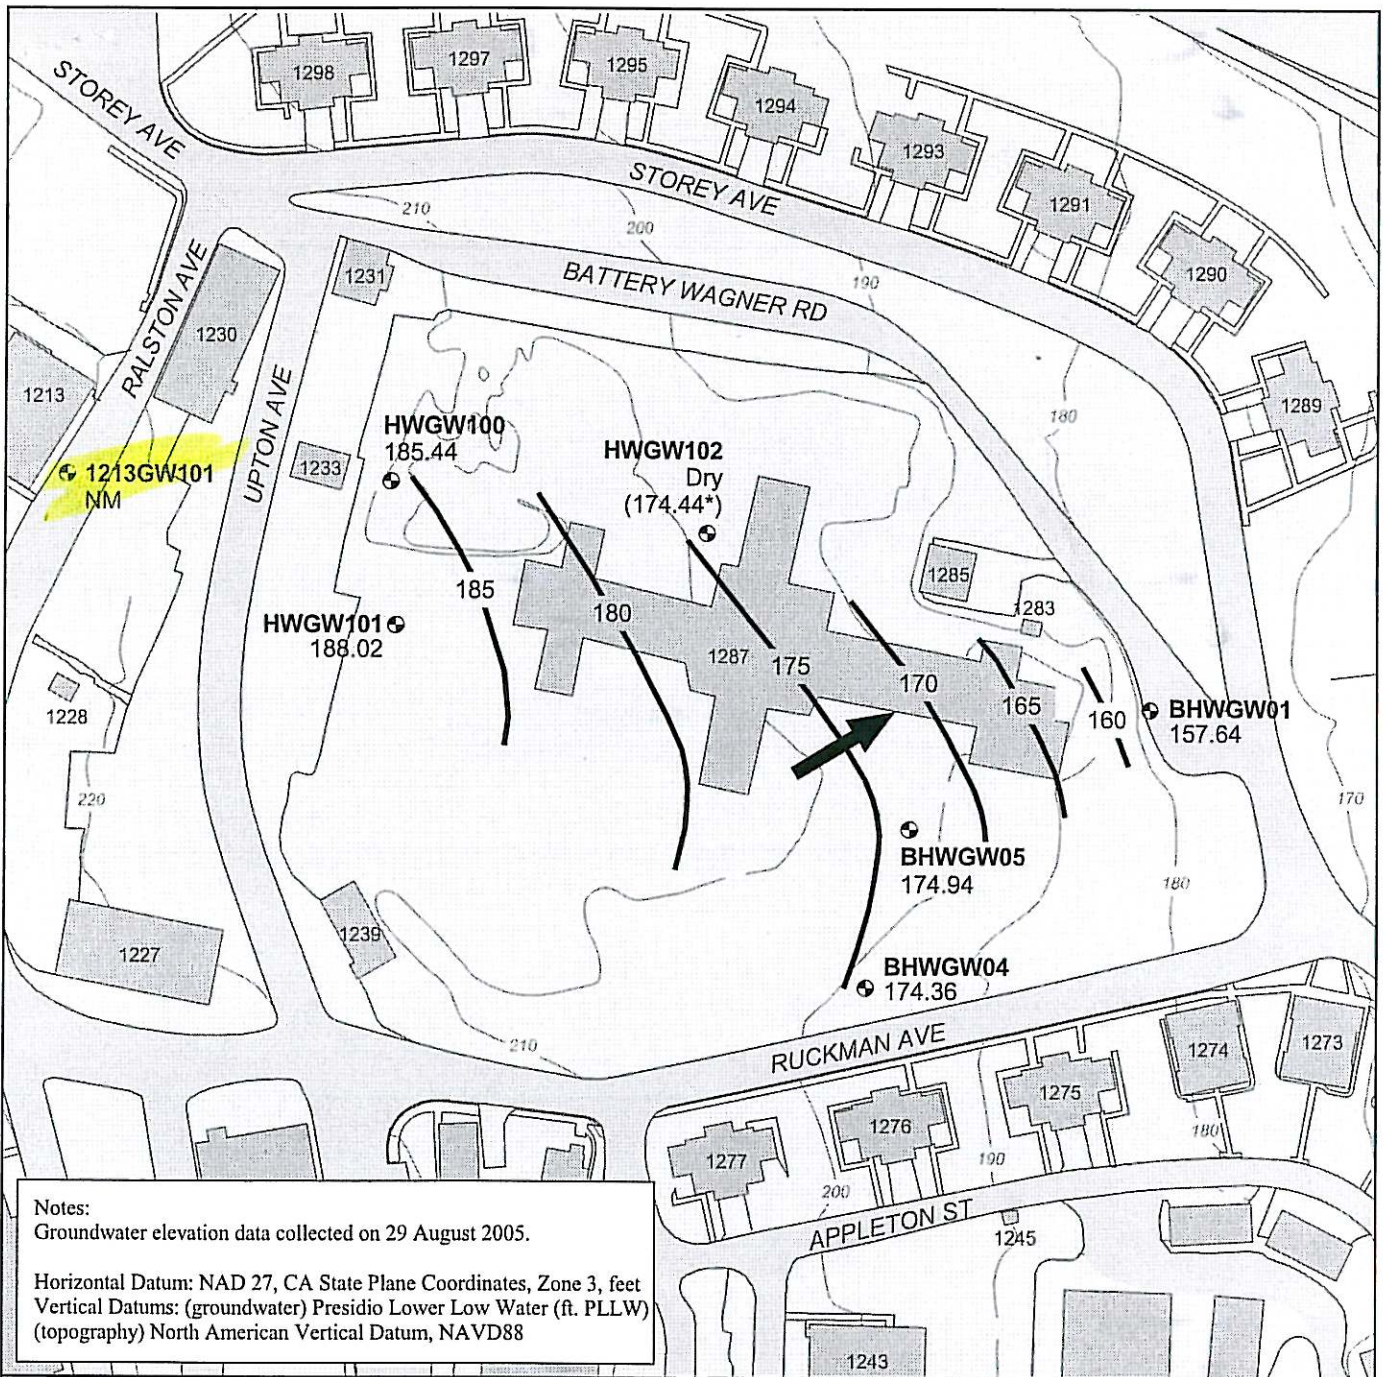 1298
1297
1295
1294
1293
1291
1290
1289
STOREY AVE
STOREY AVE
210
200
190
180
BATTERY WAGNER RD
1231
1230
RALSTON AVE
1213
UPTON AVE
1233
1213GW101
NM
HWGW100
185.44
HWGW102
Dry
(174.44*)
HWGW101
188.02
185
180
175
170
165
160
1287
1285
1283
BHWGW01
157.64
BHWGW05
174.94
BHWGW04
174.36
1228
220
170
180
1227
1239
210
RUCKMAN AVE
1274
1273
1275
1276
1277
180
190
200
APPLETON ST
1245
1243
Notes:
Groundwater elevation data collected on 29 August 2005.
Horizontal Datum: NAD 27, CA State Plane Coordinates, Zone 3, feet
Vertical Datums: (groundwater) Presidio Lower Low Water (ft. PLLW)
(topography) North American Vertical Datum, NAVD88